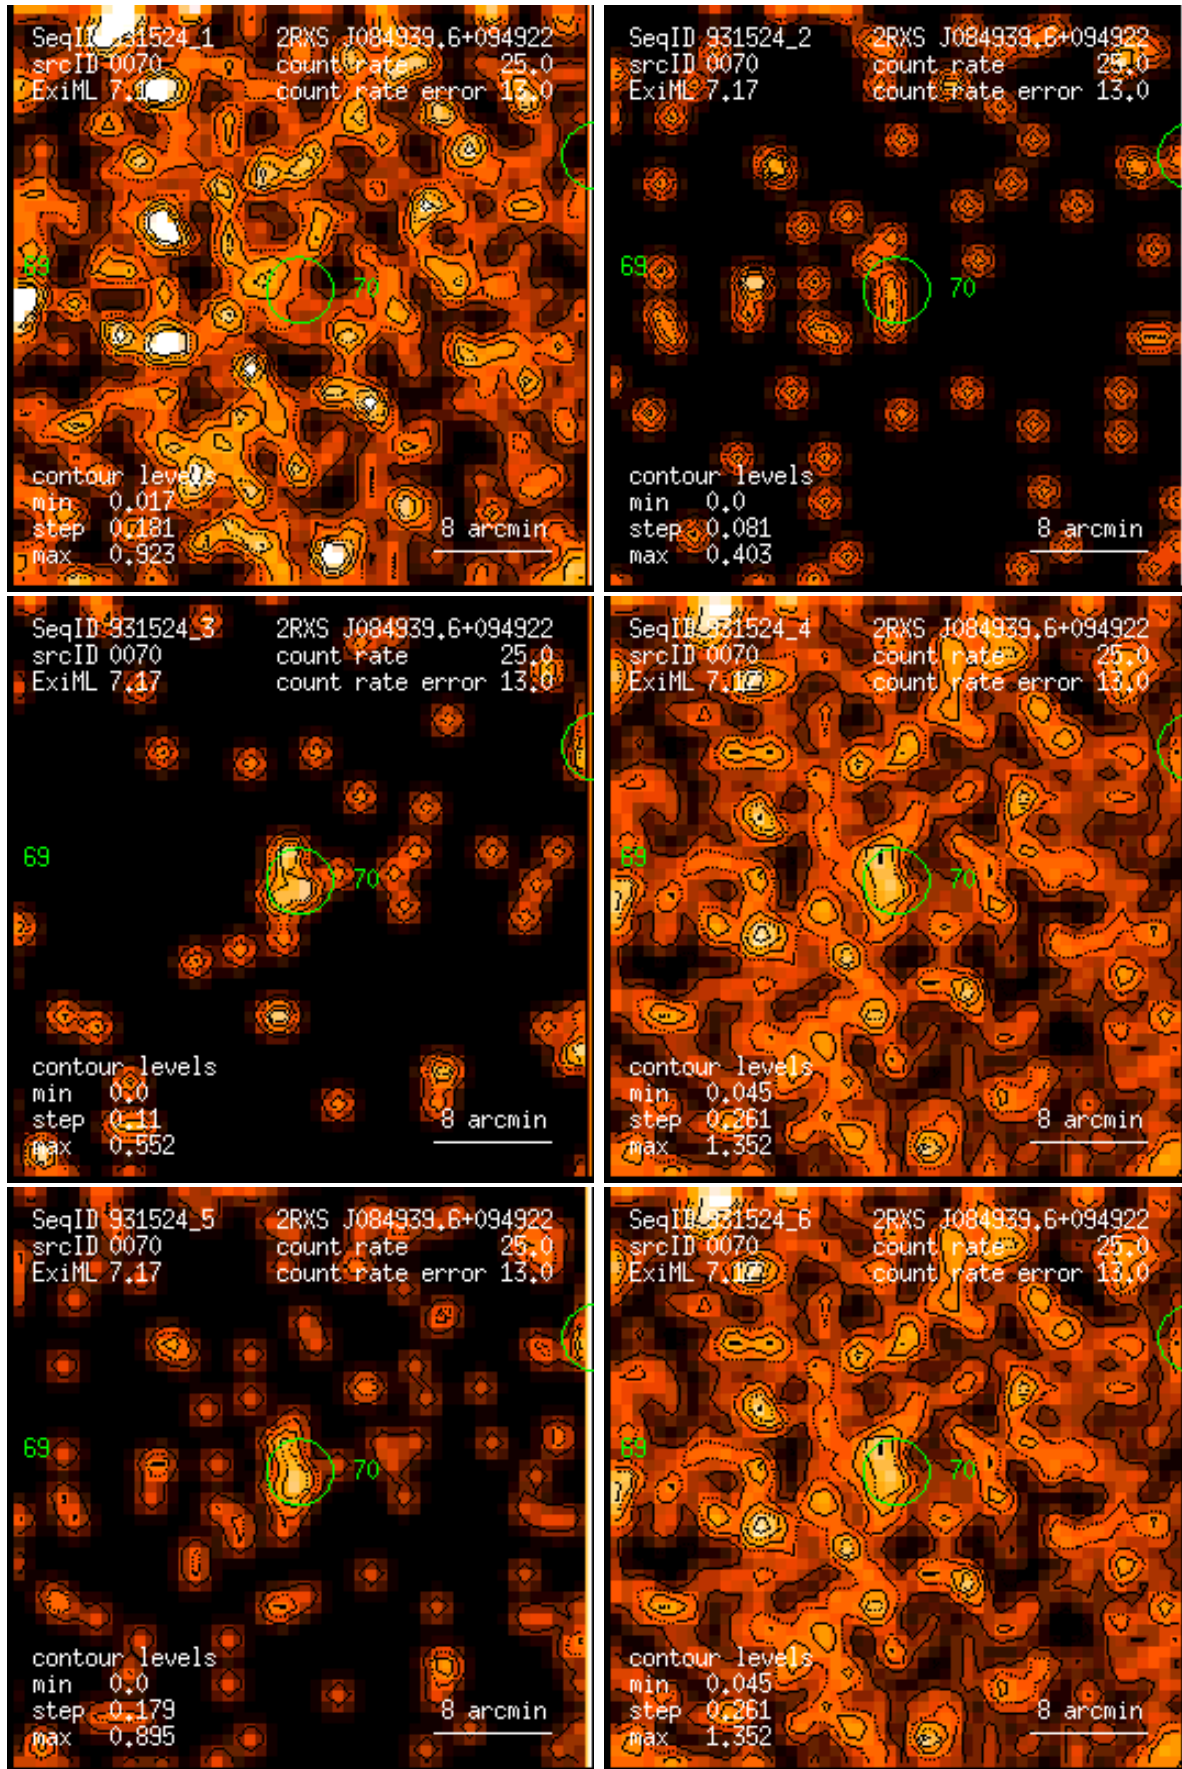 SeqID 931524_1 2RXS J084939.6+094922
srcID 0070 count rate 25.0
ExiML 7.17 count rate error 13.0
69
70
contour levels
min 0.017
step 0.181
max 0.923
8 arcmin
SeqID 931524_2 2RXS J084939.6+094922
srcID 0070 count rate 25.0
ExiML 7.17 count rate error 13.0
69
70
contour levels
min 0.0
step 0.081
max 0.403
8 arcmin
SeqID 931524_3 2RXS J084939.6+094922
srcID 0070 count rate 25.0
ExiML 7.17 count rate error 13.0
69
70
contour levels
min 0.0
step 0.11
max 0.552
8 arcmin
SeqID 931524_4 2RXS J084939.6+094922
srcID 0070 count rate 25.0
ExiML 7.17 count rate error 13.0
69
70
contour levels
min 0.045
step 0.261
max 1.352
8 arcmin
SeqID 931524_5 2RXS J084939.6+094922
srcID 0070 count rate 25.0
ExiML 7.17 count rate error 13.0
69
70
contour levels
min 0.0
step 0.179
max 0.895
8 arcmin
SeqID 931524_6 2RXS J084939.6+094922
srcID 0070 count rate 25.0
ExiML 7.17 count rate error 13.0
69
70
contour levels
min 0.045
step 0.261
max 1.352
8 arcmin